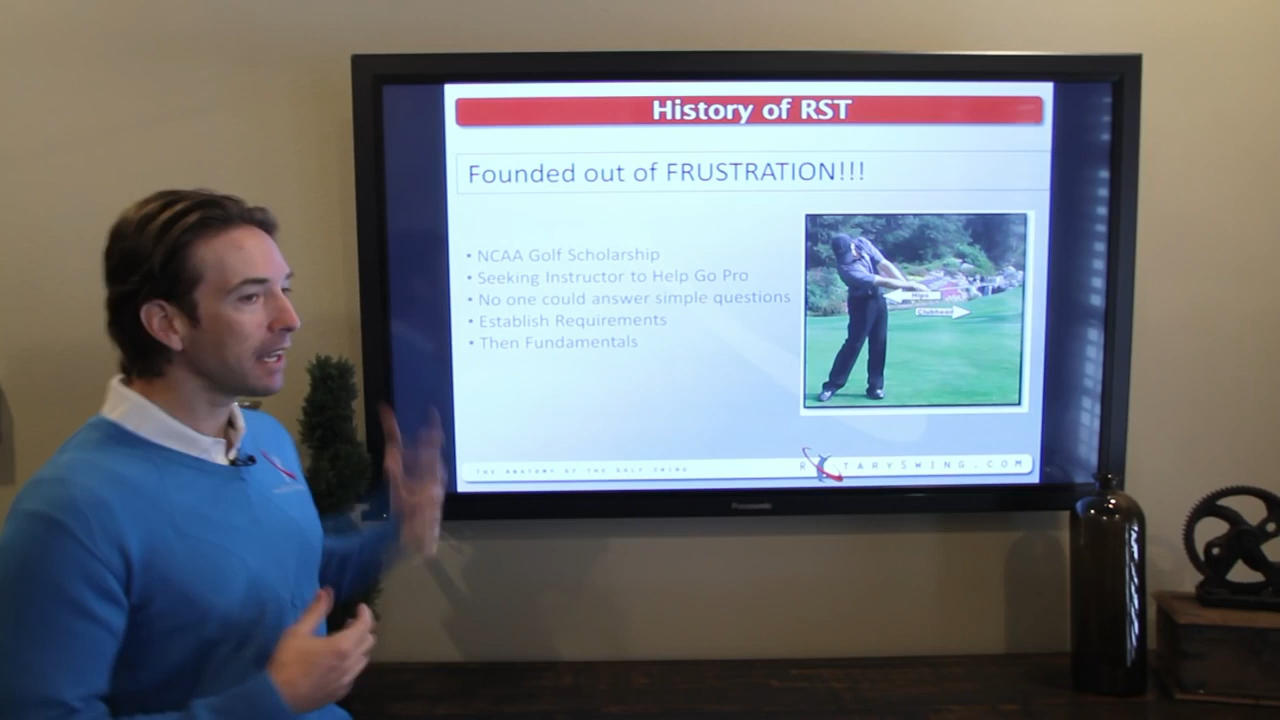 History of RST
Founded out of FRUSTRATION!!!
• NCAA Golf Scholarship
• Seeking Instructor to Help Go Pro
• No one could answer simple questions
• Establish Requirements
• Then Fundamentals
Hips
Clubhead
The Anatomy of the Golf Swing
RotarySwing.com
Panasonic